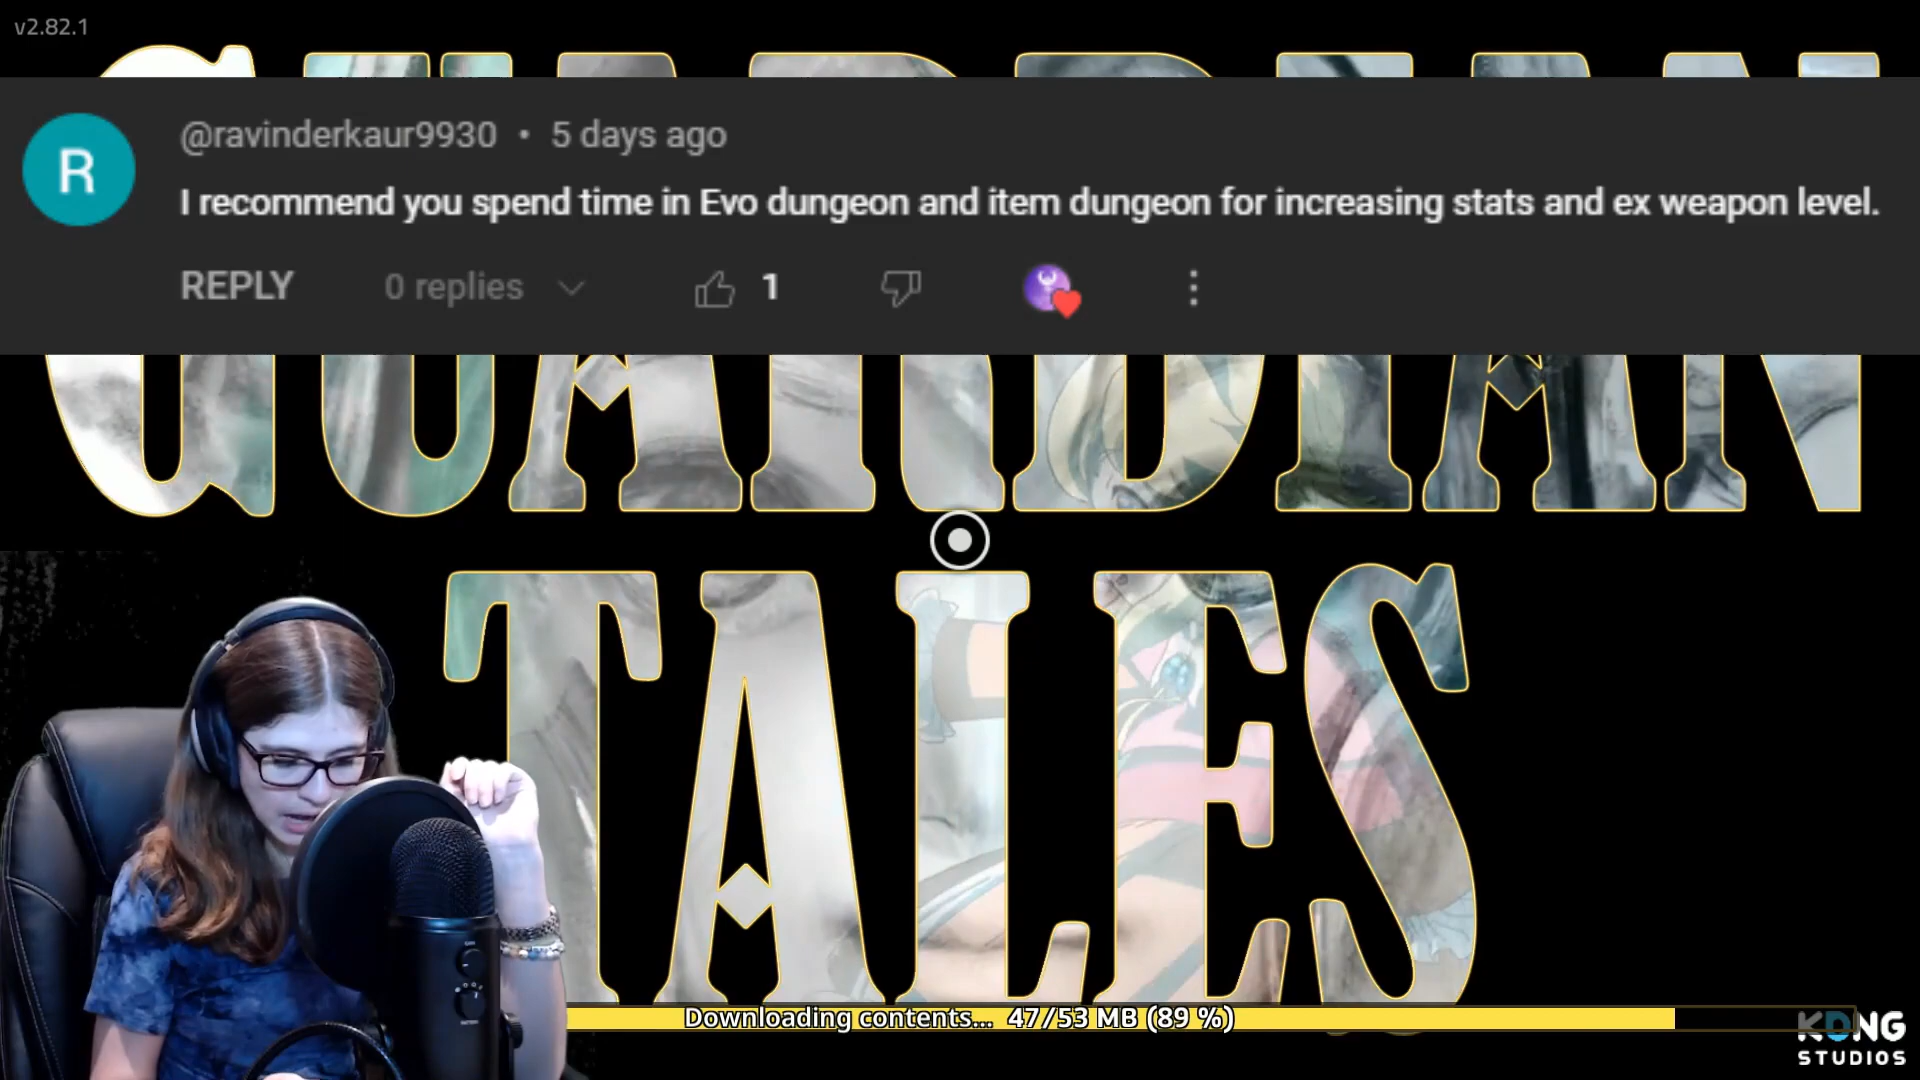 v2.82.1
GUARDIAN
R
@ravinderkaur9930 • 5 days ago
I recommend you spend time in Evo dungeon and item dungeon for increasing stats and ex weapon level.
REPLY 0 replies 1
TALES
Downloading contents... 47/53 MB (89 %)
KONG
STUDIOS